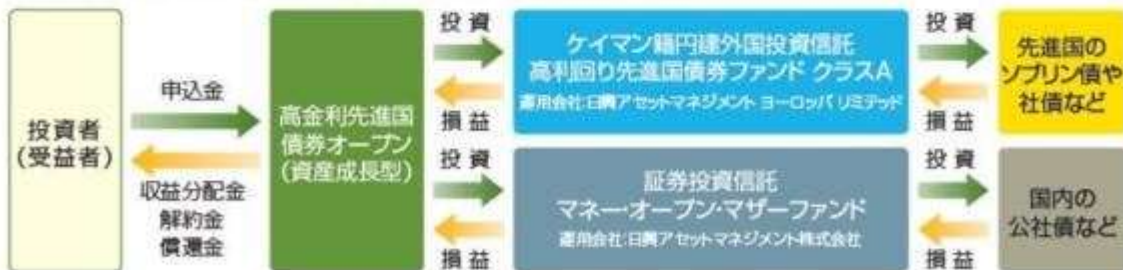 投資者
(受益者)
申込金
収益分配金
解約金
償還金
高金利先進国
債券オープン
(資産成長型)
投資
損益
投資
損益
ケイマン籍円建外国投資信託
高利回り先進国債券ファンド クラスA
運用会社:日興アセットマネジメント ヨーロッパ リミテッド
証券投資信託
マネー・オープン・マザーファンド
運用会社:日興アセットマネジメント株式会社
投資
損益
投資
損益
先進国の
ソブリン債や
社債など
国内の
公社債など